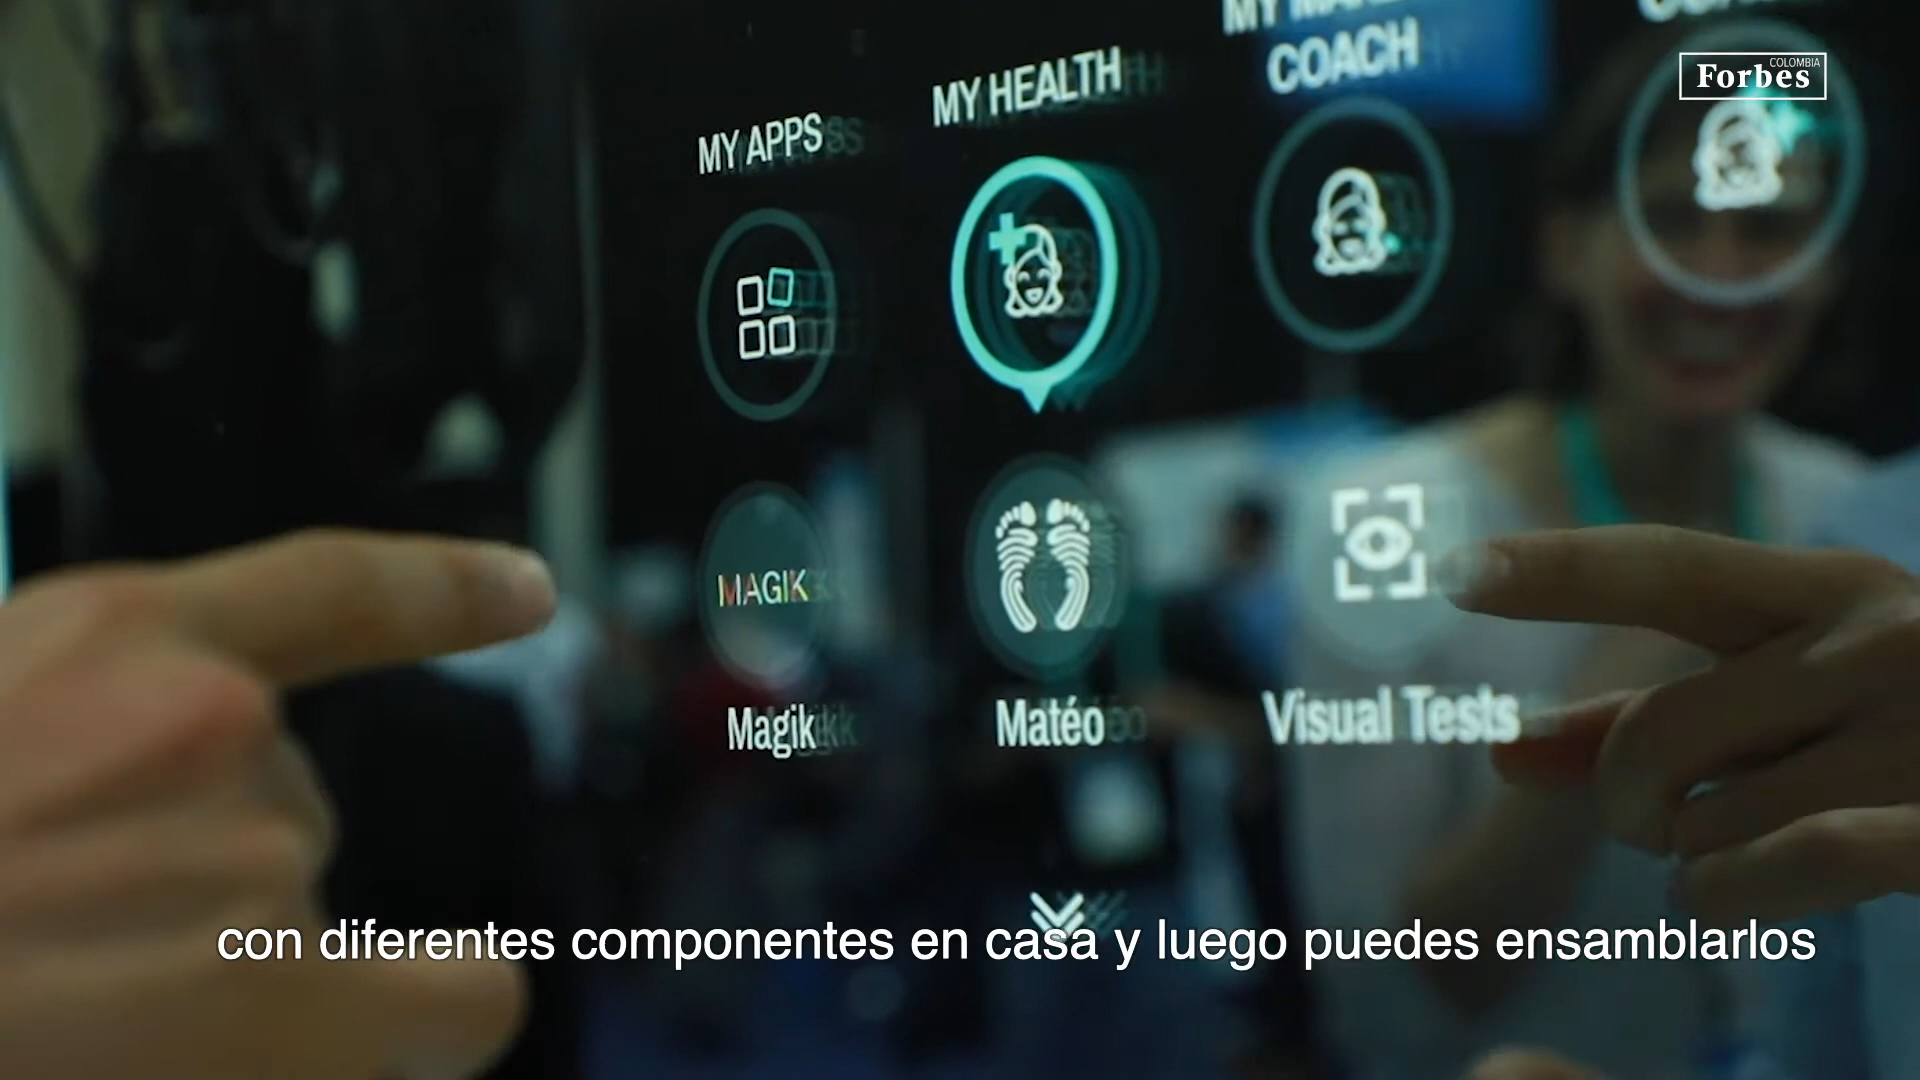 COLOMBIA
Forbes
MY
COACH
MY HEALTH
MY APPS
MAGIK
Magik
Matéo
Visual Tests
con diferentes componentes en casa y luego puedes ensamblarlos